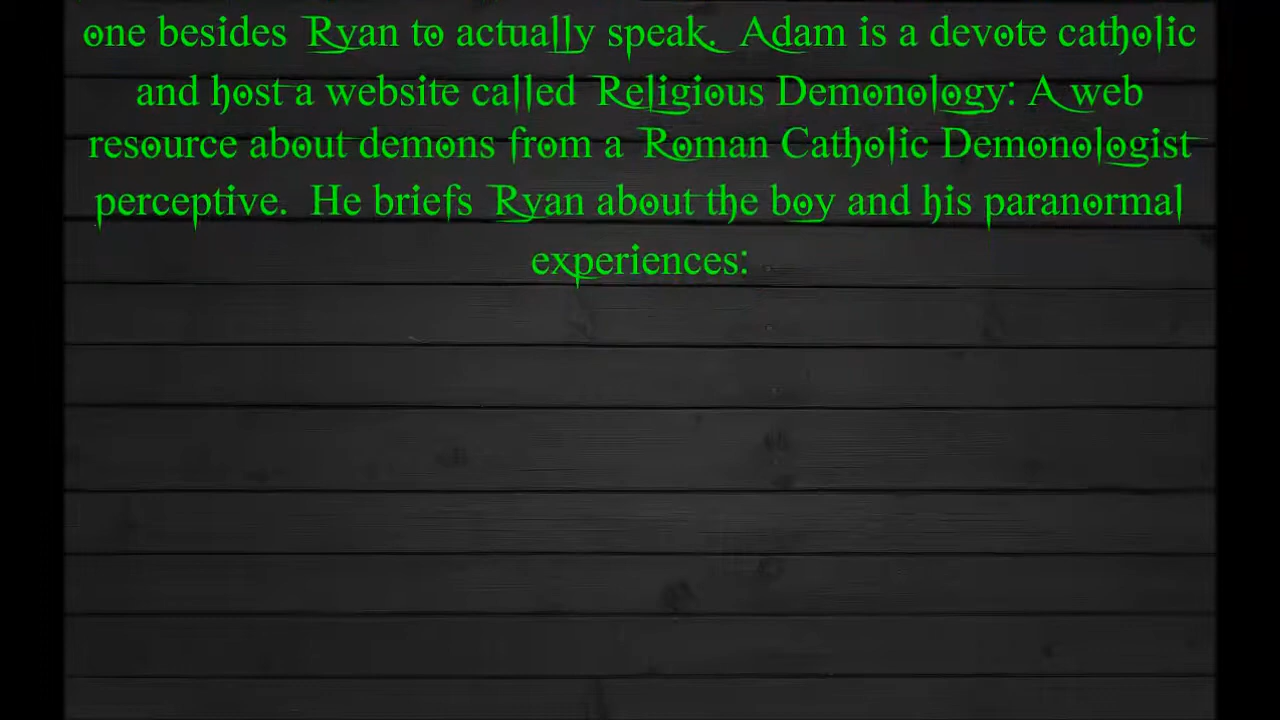 one besides Ryan to actually speak.  Adam is a devote catholic
and host a website called Religious Demonology: A web
resource about demons from a Roman Catholic Demonologist
perceptive.  He briefs Ryan about the boy and his paranormal
experiences: